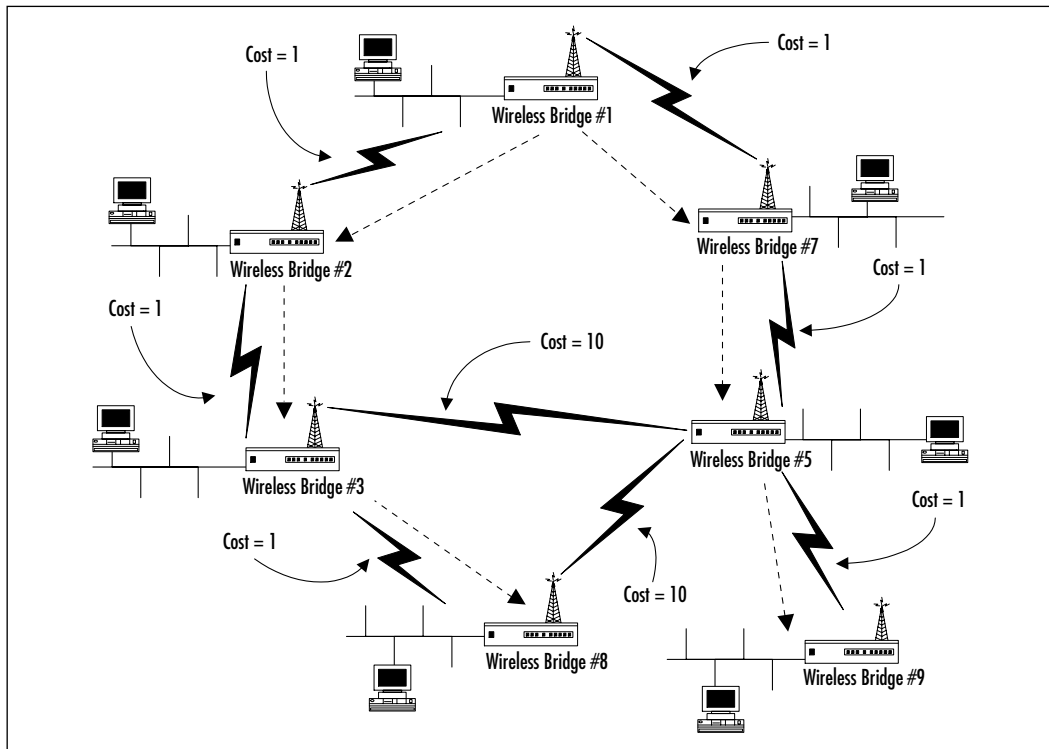 Cost = 1
Cost = 1
Wireless Bridge #1
Wireless Bridge #2
Wireless Bridge #7
Cost = 1
Cost = 1
Cost = 10
Wireless Bridge #3
Wireless Bridge #5
Cost = 1
Cost = 1
Cost = 10
Wireless Bridge #8
Wireless Bridge #9